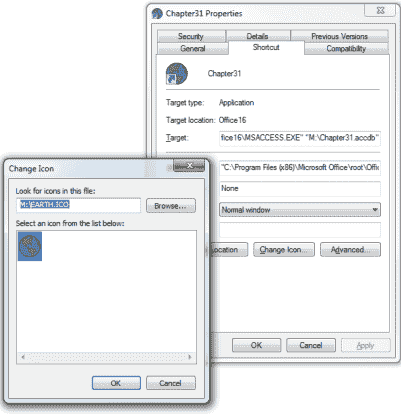 Chapter31 Properties
Security Details Previous Versions
General Shortcut Compatibility
Chapter31
Target type: Application
Target location: Office16
Target: fice16\MSACCESS.EXE" "M:\Chapter31.accdb"
"C:\Program Files (x86)\Microsoft Office\root\Offi
None
Normal window
Location Change Icon... Advanced...
OK Cancel Apply
Change Icon
Look for icons in this file:
M:\EARTH.ICO Browse...
Select an icon from the list below:
OK Cancel